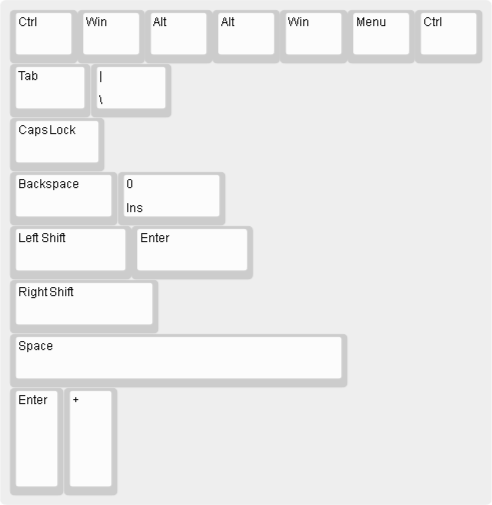 Ctrl Win Alt Alt Win Menu Ctrl
Tab |
\
Caps Lock
Backspace 0
Ins
Left Shift Enter
Right Shift
Space
Enter +